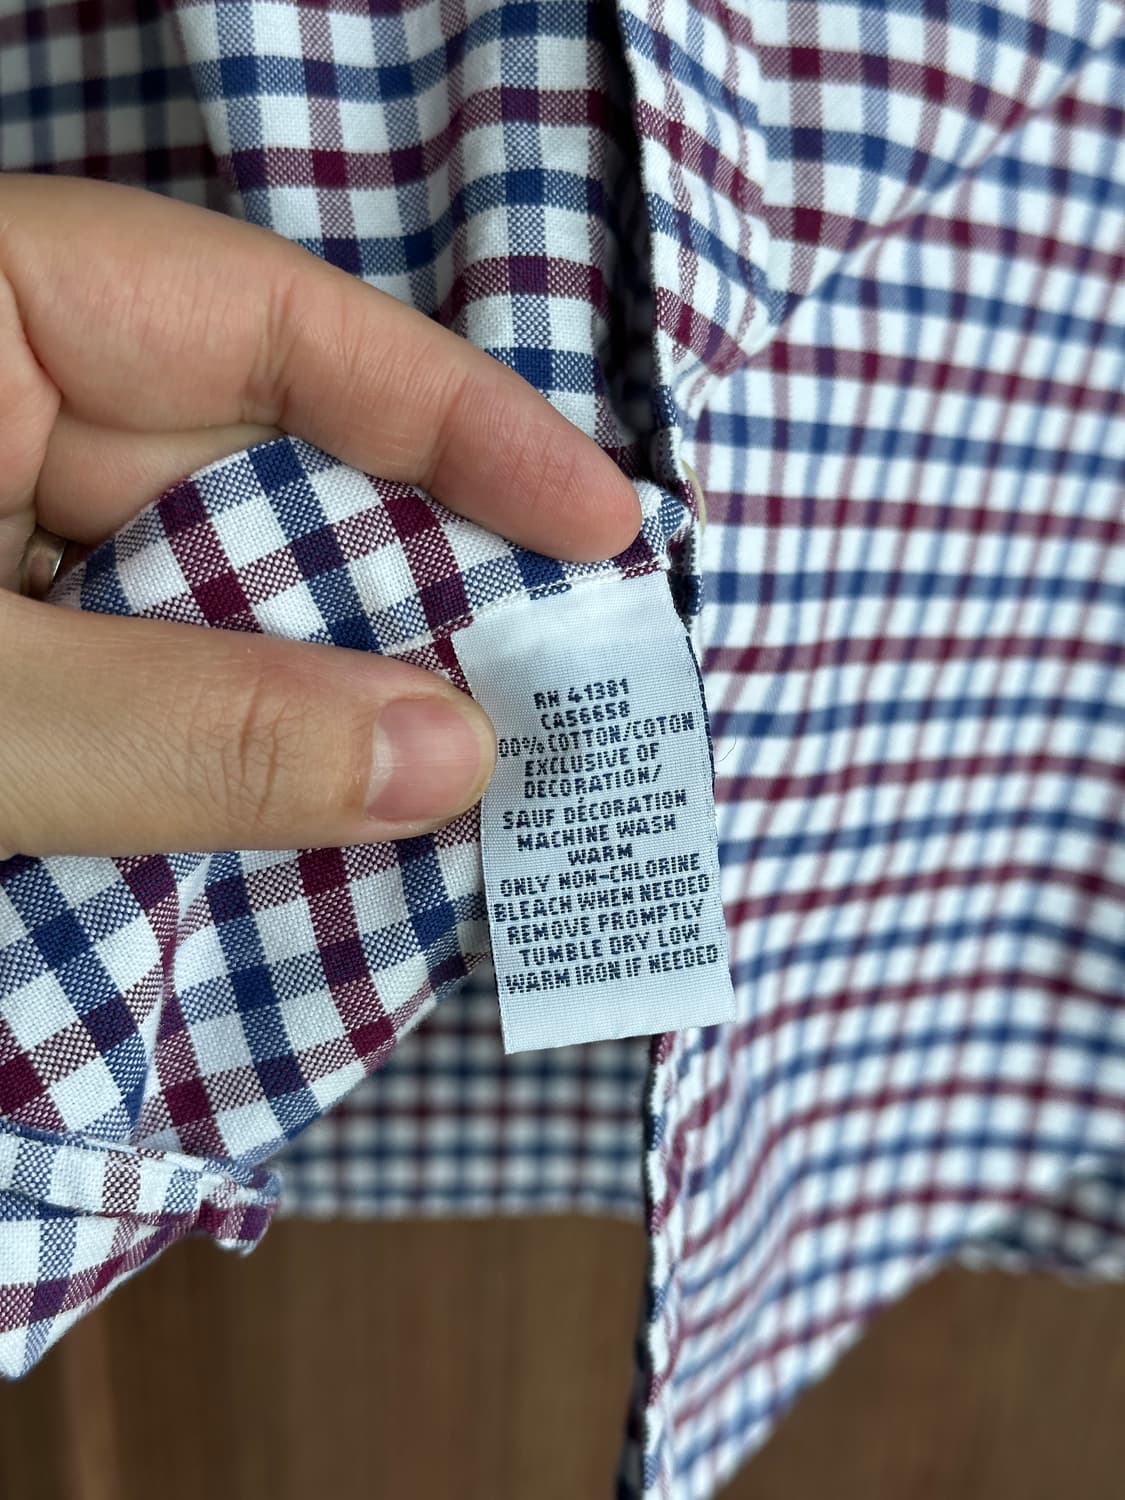 RN 41381
CA56658
00% COTTON/COTON
EXCLUSIVE OF
DECORATION/
SAUF DÉCORATION
MACHINE WASH
WARM
ONLY NON-CHLORINE
BLEACH WHEN NEEDED
REMOVE PROMPTLY
TUMBLE DRY LOW
WARM IRON IF NEEDED